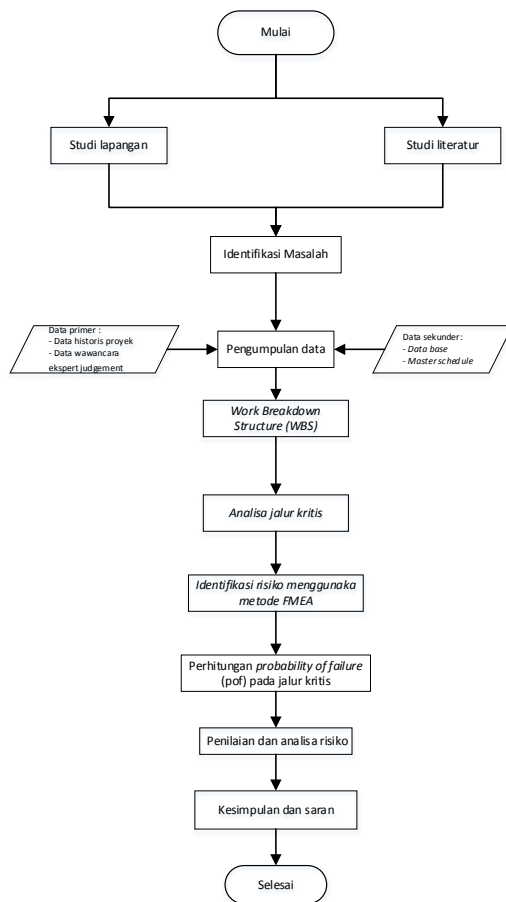 Mulai
Studi lapangan
Studi literatur
Identifikasi Masalah
Data primer :
- Data historis proyek
- Data wawancara
ekspert judgement
Pengumpulan data
Data sekunder:
- Data base
- Master schedule
Work Breakdown
Structure (WBS)
Analisa jalur kritis
Identifikasi risiko menggunaka
metode FMEA
Perhitungan probability of failure
(pof) pada jalur kritis
Penilaian dan analisa risiko
Kesimpulan dan saran
Selesai